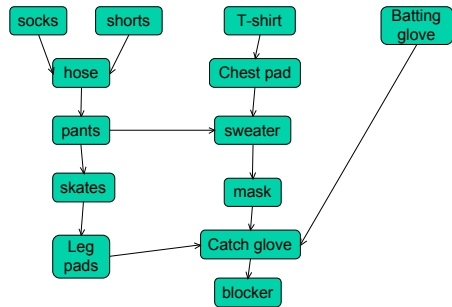 socks
shorts
T-shirt
Batting
glove
hose
Chest pad
pants
sweater
skates
mask
Leg
pads
Catch glove
blocker